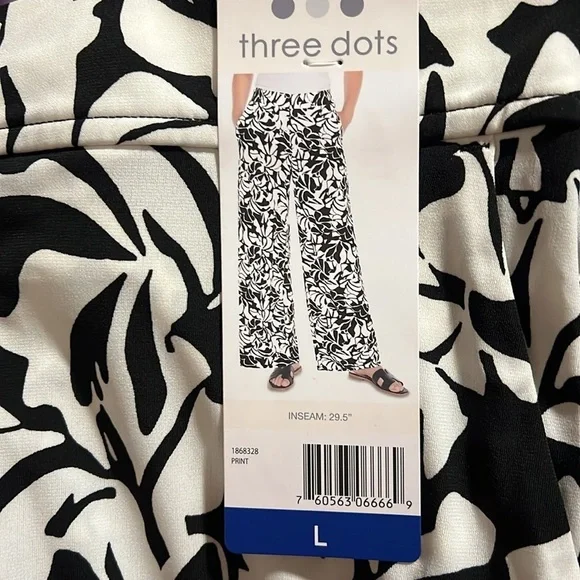 three dots
INSEAM: 29.5"
1868328
PRINT
7 60563 06666 9
L